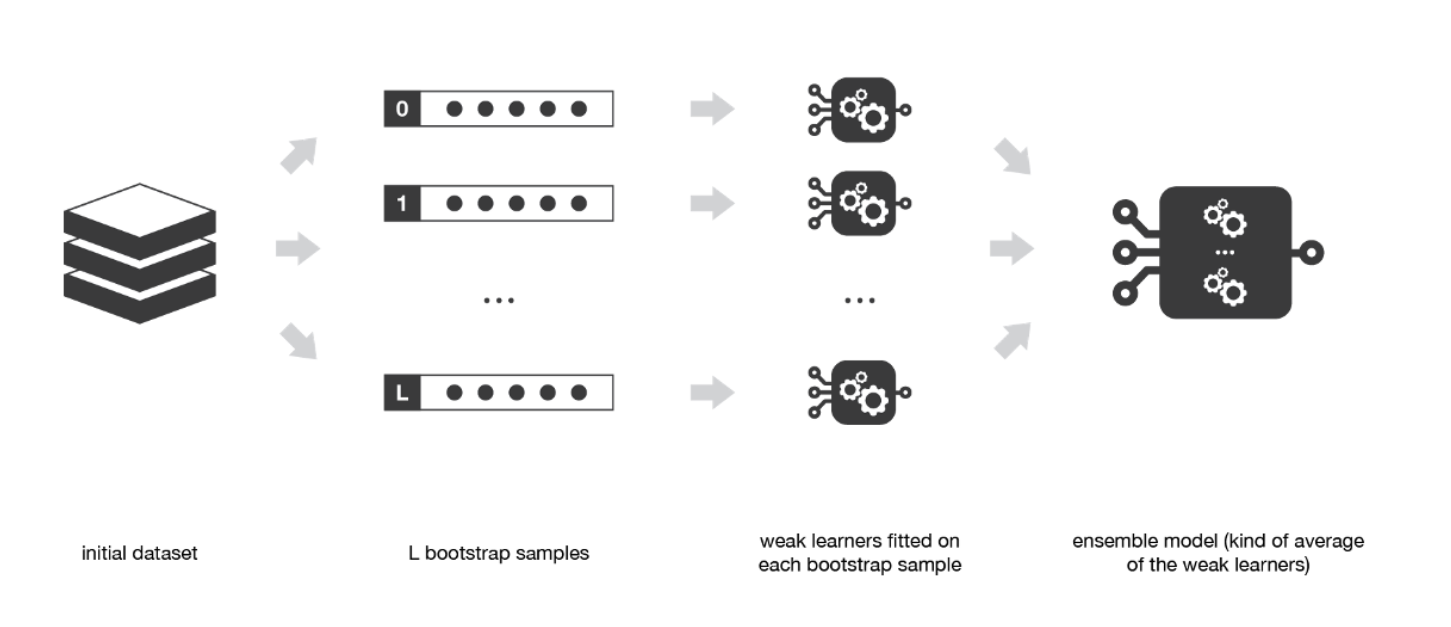 0
1
...
...
L
...
initial dataset
L bootstrap samples
weak learners fitted on
each bootstrap sample
ensemble model (kind of average
of the weak learners)